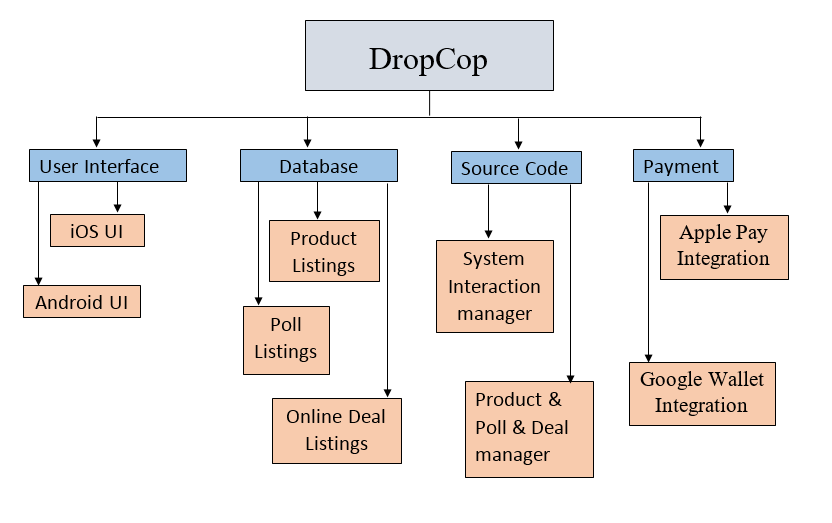 DropCop
User Interface
Database
Source Code
Payment
iOS UI
Android UI
Product
Listings
Poll
Listings
Online Deal
Listings
System
Interaction
manager
Product &
Poll & Deal
manager
Apple Pay
Integration
Google Wallet
Integration